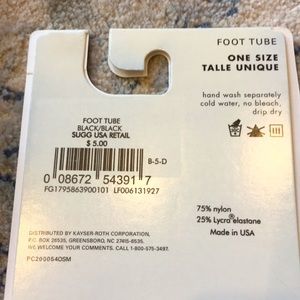 FOOT TUBE
ONE SIZE
TALLE UNIQUE
hand wash separately
cold water, no bleach,
drip dry
FOOT TUBE
BLACK/BLACK
SUGG USA RETAIL
$ 5.00
B-5-D
0 08672 54391 7
FG1795863900101 LF006131927
75% nylon
25% Lycra® elastane
Made in USA
DISTRIBUTED BY KAYSER-ROTH CORPORATION,
P.O. BOX 26535, GREENSBORO, NC 27415-6535.
WE WELCOME YOUR COMMENTS. CALL 1-800-575-3497.
PC200064DSM